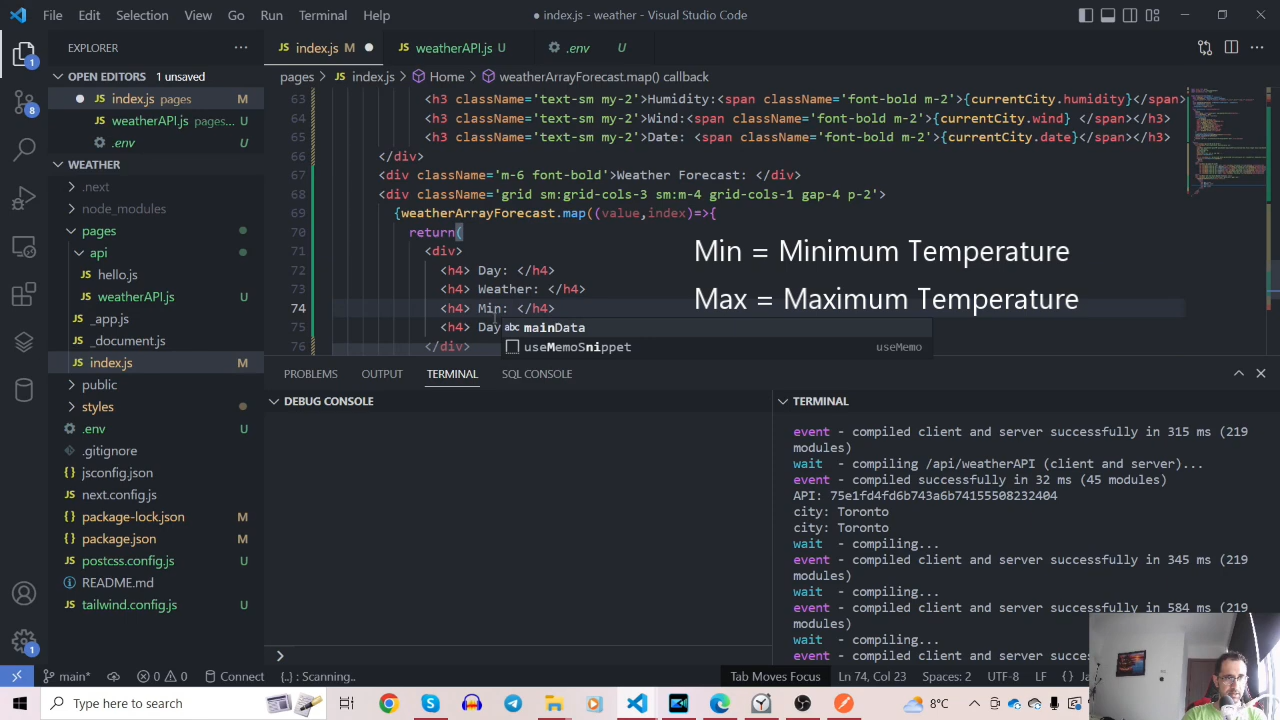 File Edit Selection View Go Run Terminal Help
index.js - weather - Visual Studio Code
EXPLORER
OPEN EDITORS 1 unsaved
index.js pages M
weatherAPI.js pages... U
.env U
WEATHER
.next
node_modules
pages
api
hello.js
weatherAPI.js U
_app.js
_document.js
index.js M
public
styles
.env U
.gitignore
jsconfig.json
next.config.js
package-lock.json M
package.json M
postcss.config.js U
README.md
tailwind.config.js U
index.js M
weatherAPI.js U
.env U
pages > index.js > Home > weatherArrayForecast.map() callback
63 <h3 className='text-sm my-2'>Humidity:<span className='font-bold m-2'>{currentCity.humidity}</span>
64 <h3 className='text-sm my-2'>Wind:<span className='font-bold m-2'>{currentCity.wind} </span></h3>
65 <h3 className='text-sm my-2'>Date: <span className='font-bold m-2'>{currentCity.date}</span></h3>
66 </div>
67 <div className='m-6 font-bold'>Weather Forecast: </div>
68 <div className='grid sm:grid-cols-3 sm:m-4 grid-cols-1 gap-4 p-2'>
69 {weatherArrayForecast.map((value,index)=>{
70 return(
71 <div>
72 <h4> Day: </h4>
73 <h4> Weather: </h4>
74 <h4> Min: </h4>
75 <h4> Day
76 </div>
abc mainData
useMemoSnippet useMemo
Min = Minimum Temperature
Max = Maximum Temperature
PROBLEMS OUTPUT TERMINAL SQL CONSOLE
DEBUG CONSOLE
TERMINAL
event - compiled client and server successfully in 315 ms (219
modules)
wait - compiling /api/weatherAPI (client and server)...
event - compiled successfully in 32 ms (45 modules)
API: 75e1fd4fd6b743a6b74155508232404
city: Toronto
city: Toronto
wait - compiling...
event - compiled client and server successfully in 345 ms (219
modules)
wait - compiling...
event - compiled client and server successfully in 584 ms (219
modules)
wait - compiling...
event - compiled client and server succes
main* 0 0 Connect {..}: Scanning.. Tab Moves Focus Ln 74, Col 23 Spaces: 2 UTF-8 LF
Type here to search
8°C